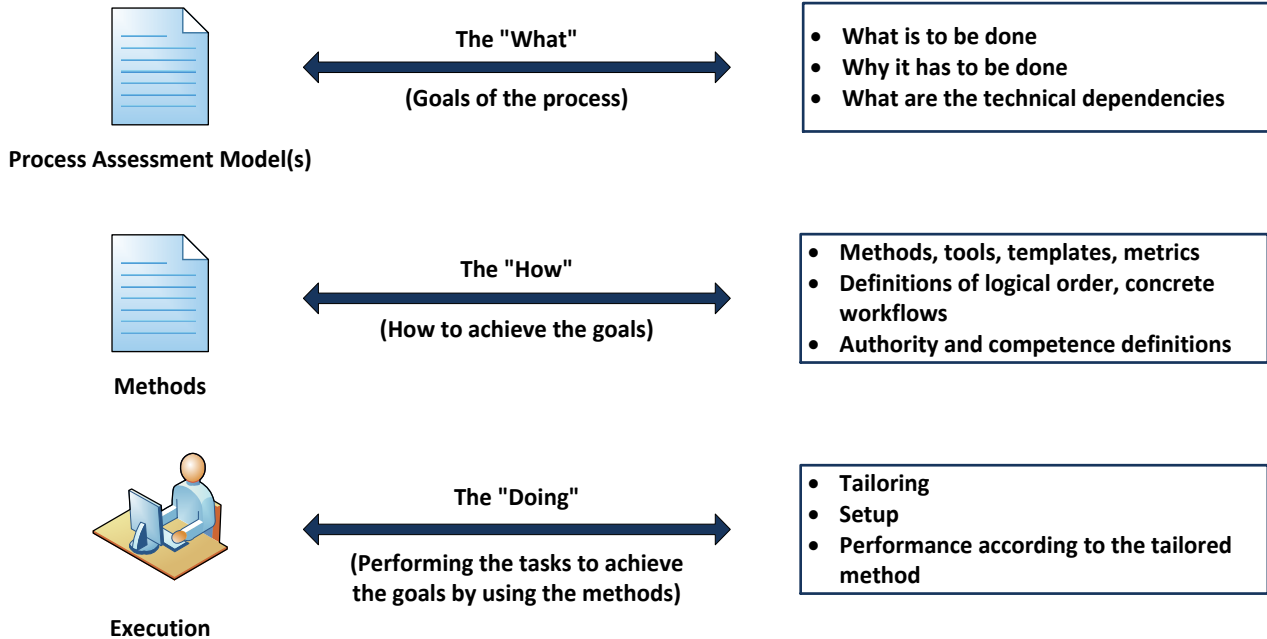 The "What"
(Goals of the process)
Process Assessment Model(s)
• What is to be done
• Why it has to be done
• What are the technical dependencies
The "How"
(How to achieve the goals)
Methods
• Methods, tools, templates, metrics
• Definitions of logical order, concrete
workflows
• Authority and competence definitions
The "Doing"
(Performing the tasks to achieve
the goals by using the methods)
Execution
• Tailoring
• Setup
• Performance according to the tailored
method